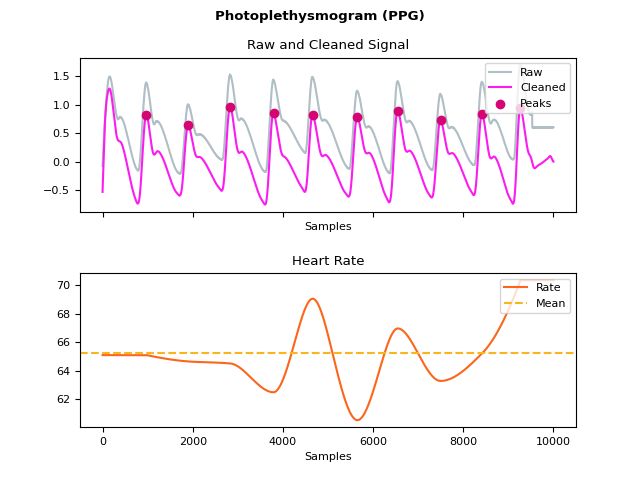 Photoplethysmogram (PPG)
Raw and Cleaned Signal
1.5
1.0
0.5
0.0
−0.5
Raw
Cleaned
Peaks
Samples
Heart Rate
70
68
66
64
62
Rate
Mean
0
2000
4000
6000
8000
10000
Samples